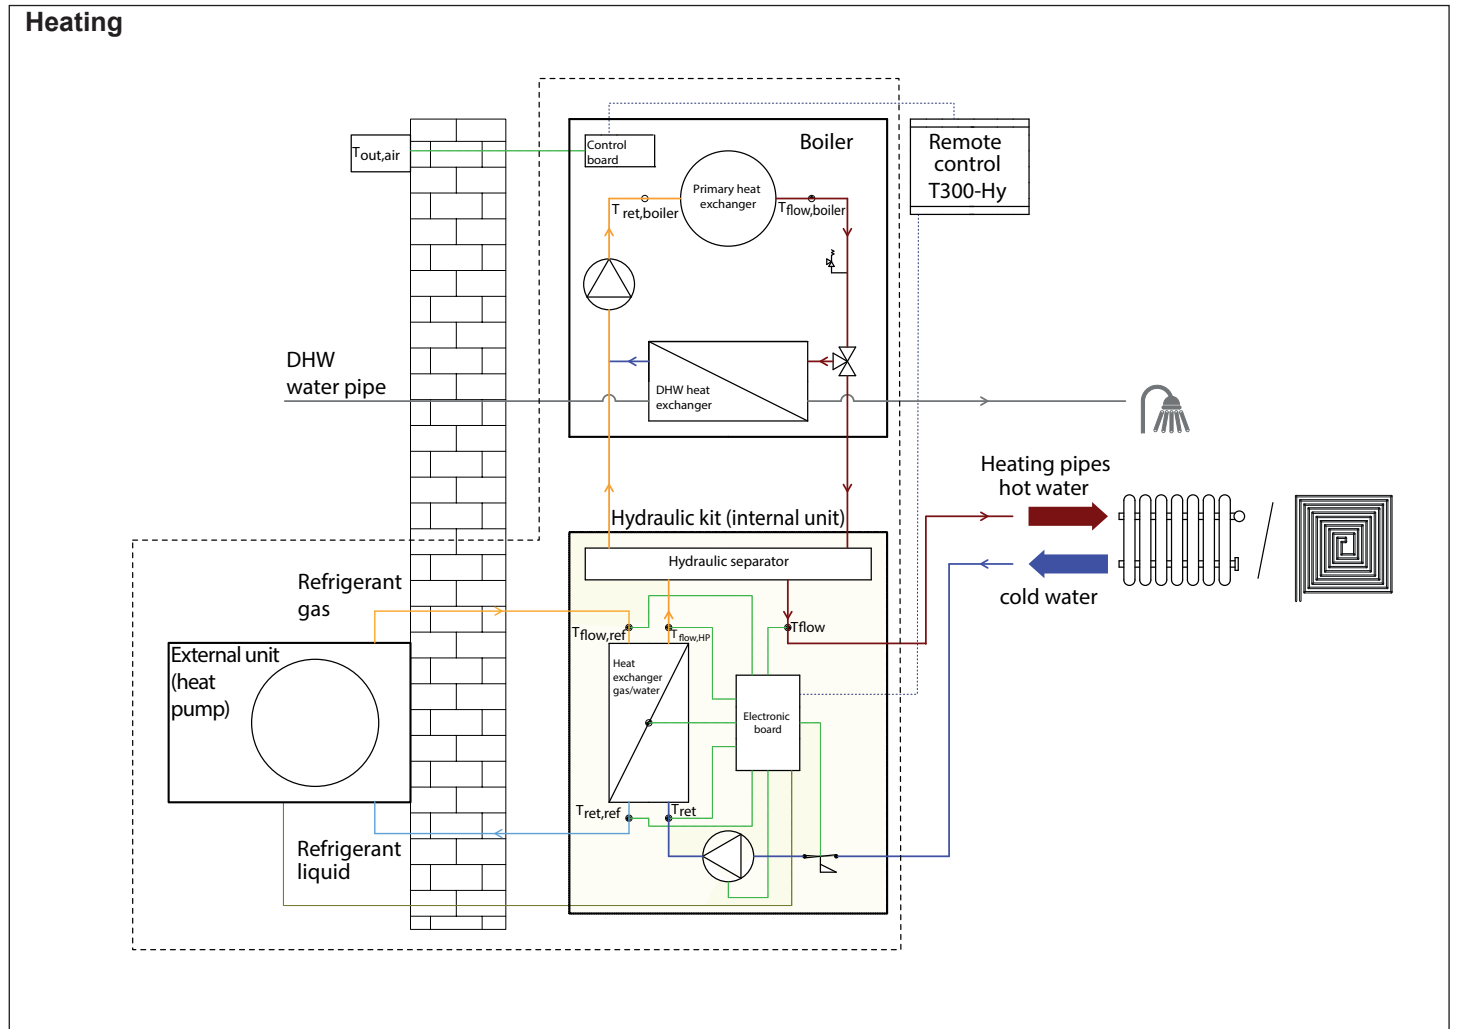 Heating
Control
board
Boiler
Remote
control
T300-Hy
Tout,air
Primary heat
exchanger
T ret,boiler
Tflow,boiler
DHW
water pipe
DHW heat
exchanger
Heating pipes
hot water
Hydraulic kit (internal unit)
Hydraulic separator
cold water
Refrigerant
gas
Tflow,ref
Tflow,HP
Tflow
External unit
(heat
pump)
Heat
exchanger
gas/water
Electronic
board
Tret,ref
Tret
Refrigerant
liquid